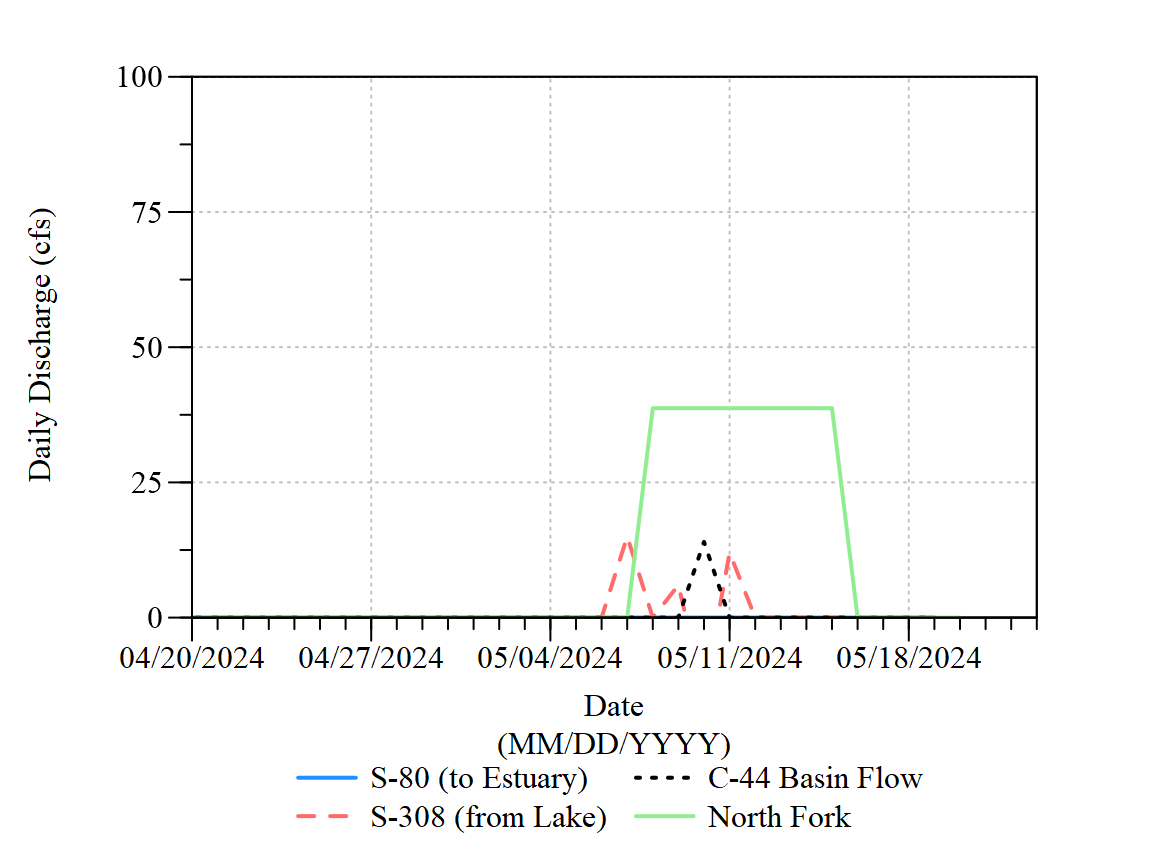 100
75
50
25
0
Daily Discharge (cfs)
04/20/2024 04/27/2024 05/04/2024 05/11/2024 05/18/2024
Date
(MM/DD/YYYY)
S-80 (to Estuary) C-44 Basin Flow
S-308 (from Lake) North Fork